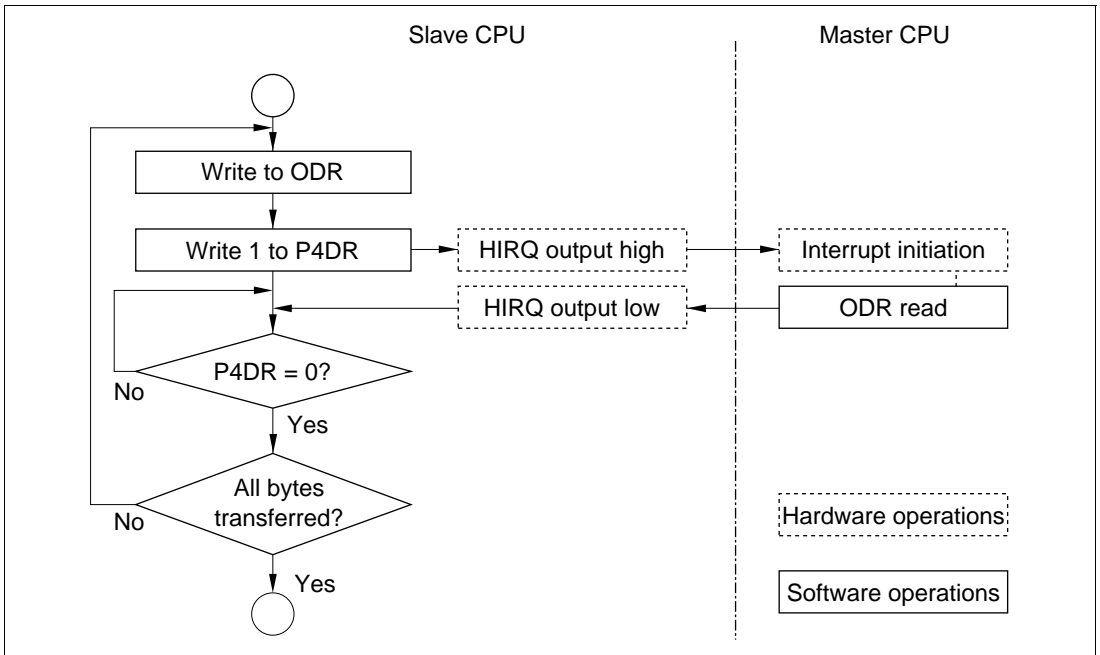 Slave CPU
Master CPU
Write to ODR
Write 1 to P4DR
HIRQ output high
Interrupt initiation
HIRQ output low
ODR read
P4DR = 0?
No
Yes
All bytes
transferred?
No
Yes
Hardware operations
Software operations